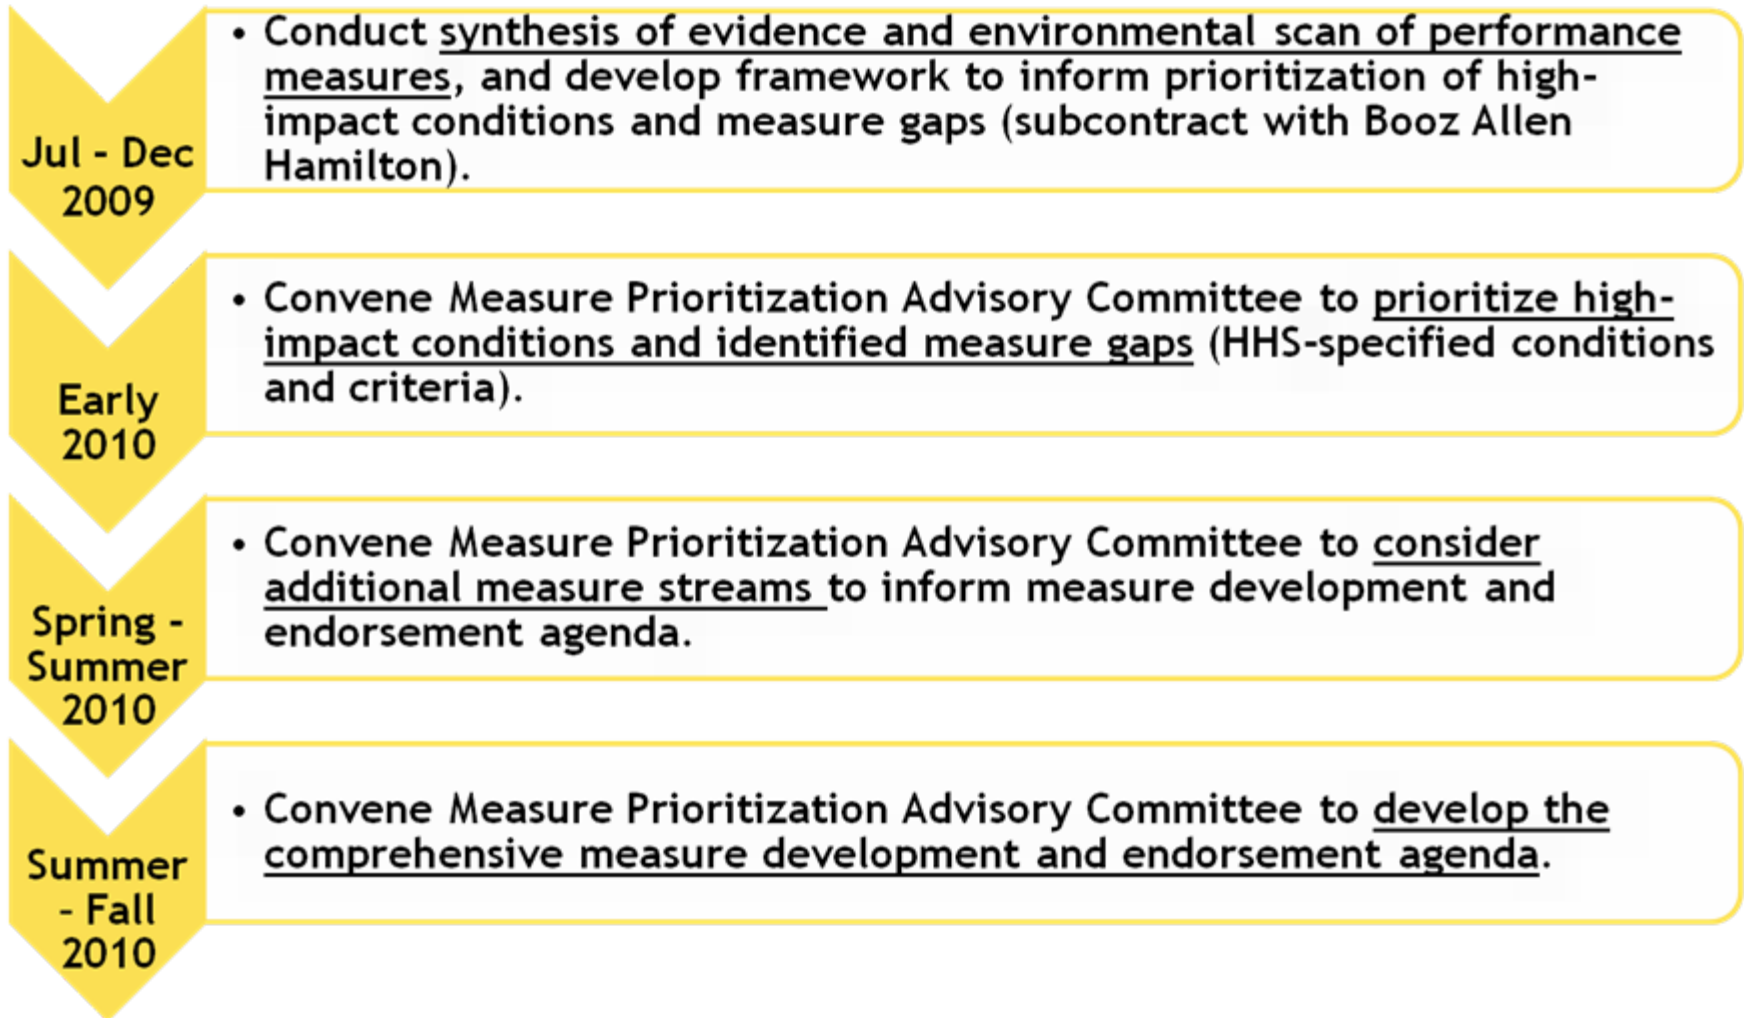 Jul - Dec
2009
• Conduct synthesis of evidence and environmental scan of performance
measures, and develop framework to inform prioritization of high-
impact conditions and measure gaps (subcontract with Booz Allen
Hamilton).
Early
2010
• Convene Measure Prioritization Advisory Committee to prioritize high-
impact conditions and identified measure gaps (HHS-specified conditions
and criteria).
Spring -
Summer
2010
• Convene Measure Prioritization Advisory Committee to consider
additional measure streams to inform measure development and
endorsement agenda.
Summer
– Fall
2010
• Convene Measure Prioritization Advisory Committee to develop the
comprehensive measure development and endorsement agenda.